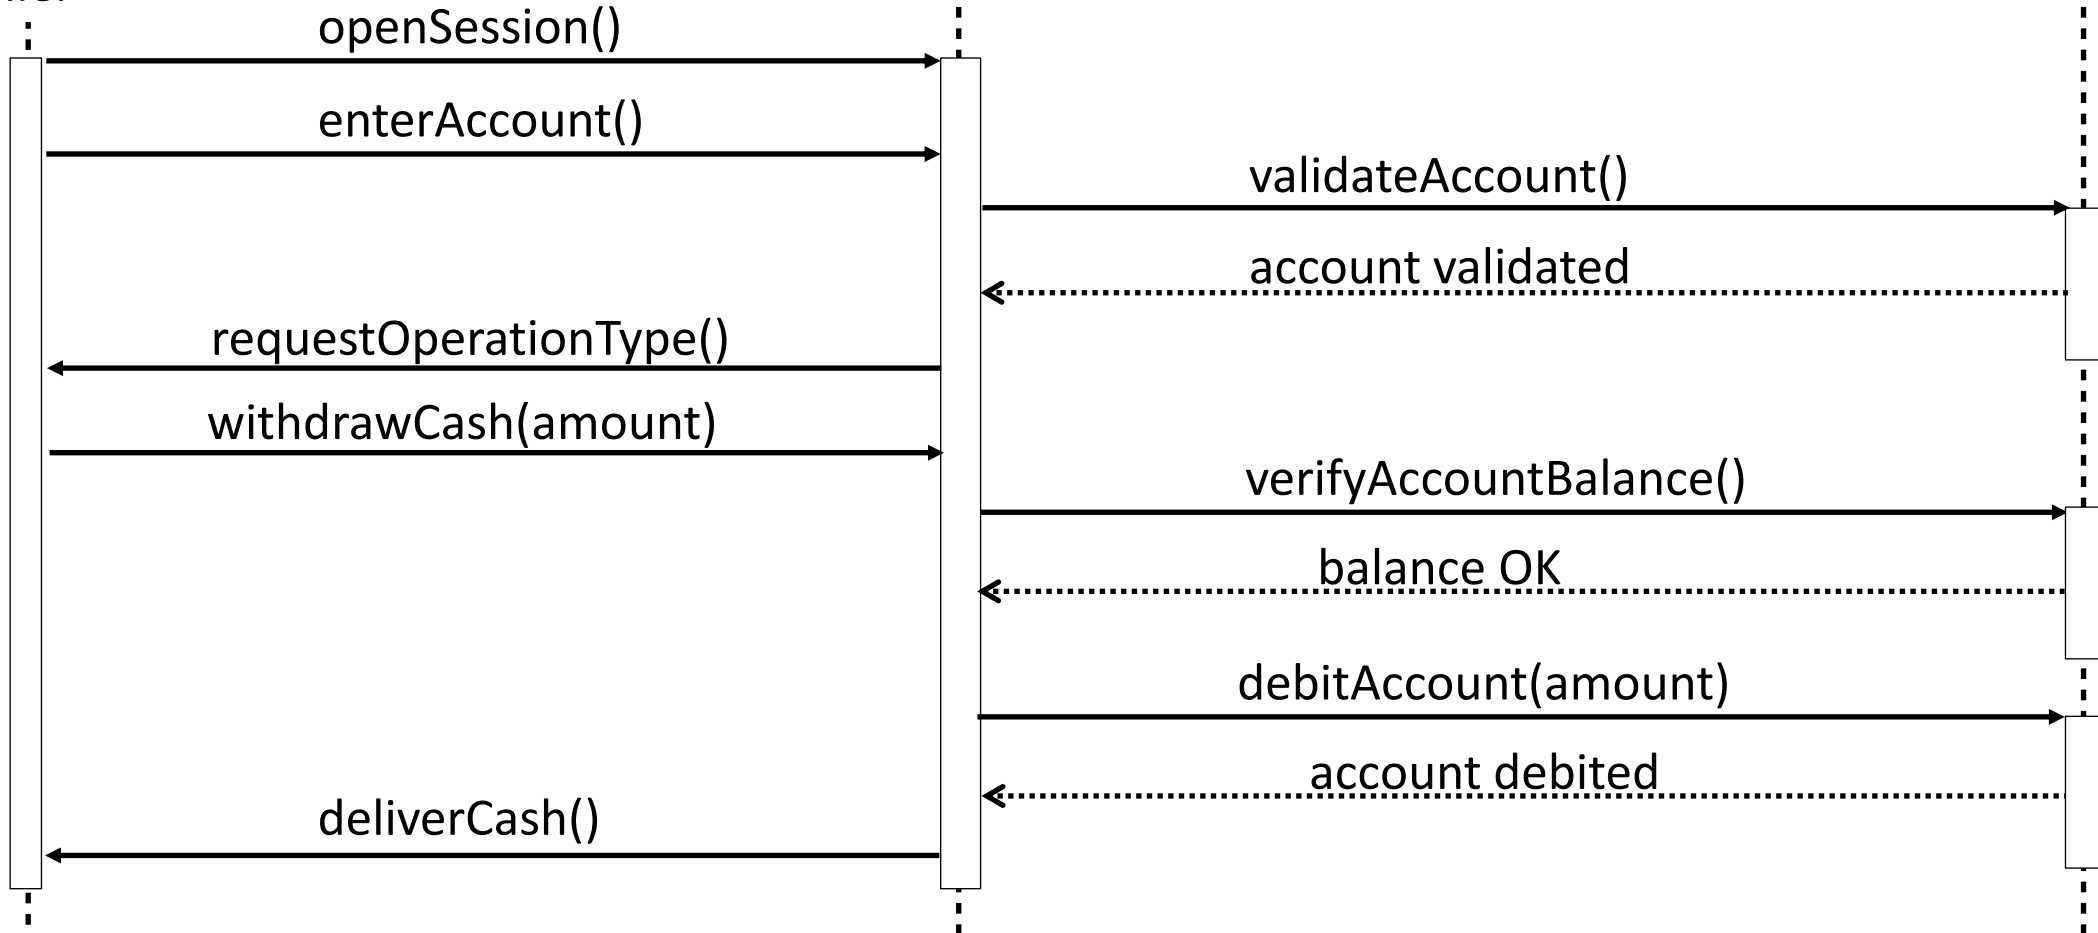 openSession()
enterAccount()
validateAccount()
account validated
requestOperationType()
withdrawCash(amount)
verifyAccountBalance()
balance OK
debitAccount(amount)
account debited
deliverCash()